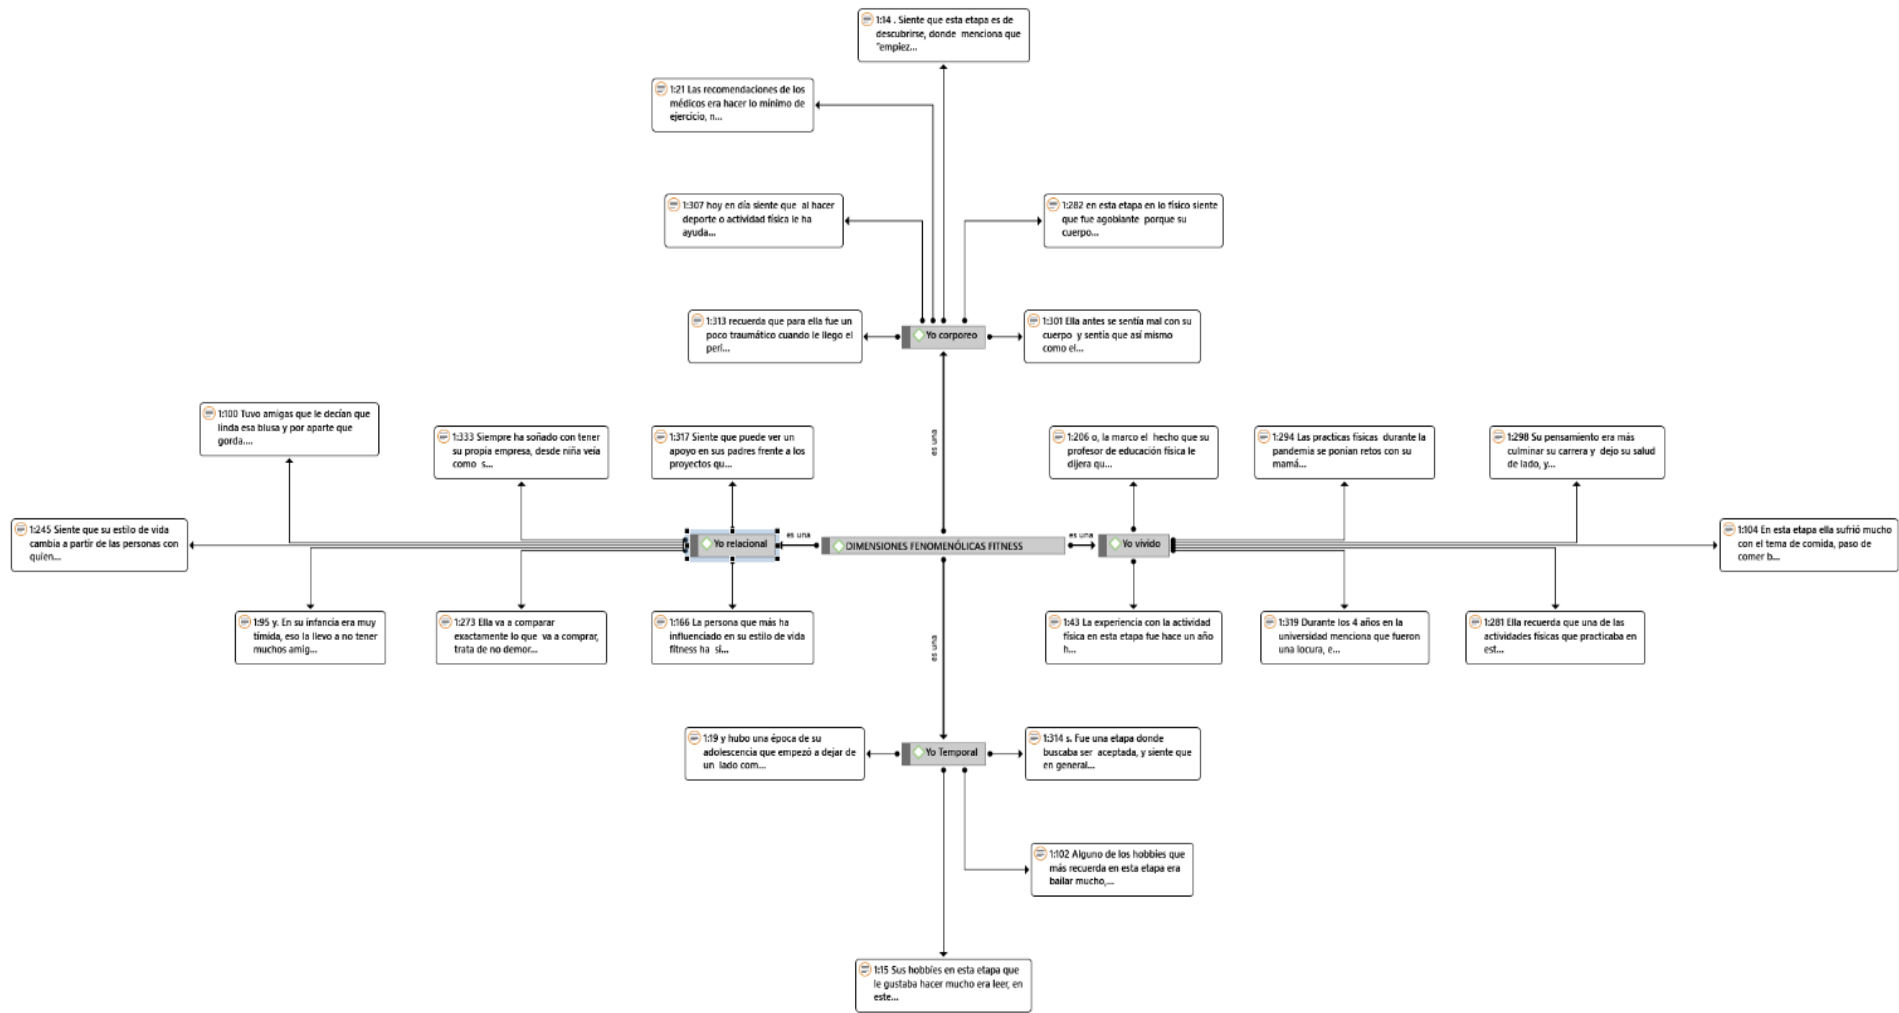 1:14 . Siente que esta etapa es de
descubrirse, donde menciona que
"empiez...
1:21 Las recomendaciones de los
médicos era hacer lo mínimo de
ejercicio, n...
1:307 hoy en día siente que al hacer
deporte o actividad física le ha
ayuda...
1:282 en esta etapa en lo físico siente
que fue agobiante porque su
cuerpo...
1:313 recuerda que para ella fue un
poco traumático cuando le llego el
perí...
Yo corporeo
1:301 Ella antes se sentía mal con su
cuerpo y sentía que así mismo
como el...
1:100 Tuvo amigas que le decían que
linda esa blusa y por aparte que
gorda....
1:333 Siempre ha soñado con tener
su propia empresa, desde niña veía
como s...
1:317 Siente que puede ver un
apoyo en sus padres frente a los
proyectos qu...
es una
1:206 o, la marco el hecho que su
profesor de educación física le
dijera qu...
1:294 Las practicas físicas durante la
pandemia se ponían retos con su
mamá...
1:298 Su pensamiento era más
culminar su carrera y dejo su salud
de lado, y...
1:245 Siente que su estilo de vida
cambia a partir de las personas con
quien...
Yo relacional
es una
DIMENSIONES FENOMENÓLICAS FITNESS
es una
Yo vivido
1:104 En esta etapa ella sufrió mucho
con el tema de comida, paso de
comer b...
1:95 y. En su infancia era muy
tímida, eso la llevo a no tener
muchos amig...
1:273 Ella va a comparar
exactamente lo que va a comprar,
trata de no demor...
1:166 La persona que más ha
influenciado en su estilo de vida
fitness ha si...
es una
1:43 La experiencia con la actividad
física en esta etapa fue hace un año
h...
1:319 Durante los 4 años en la
universidad menciona que fueron
una locura, e...
1:281 Ella recuerda que una de las
actividades físicas que practicaba en
est...
1:19 y hubo una época de su
adolescencia que empezó a dejar de
un lado com...
Yo Temporal
1:314 s. Fue una etapa donde
buscaba ser aceptada, y siente que
en general...
1:102 Alguno de los hobbies que
más recuerda en esta etapa era
bailar mucho,...
1:15 Sus hobbies en esta etapa que
le gustaba hacer mucho era leer, en
este...